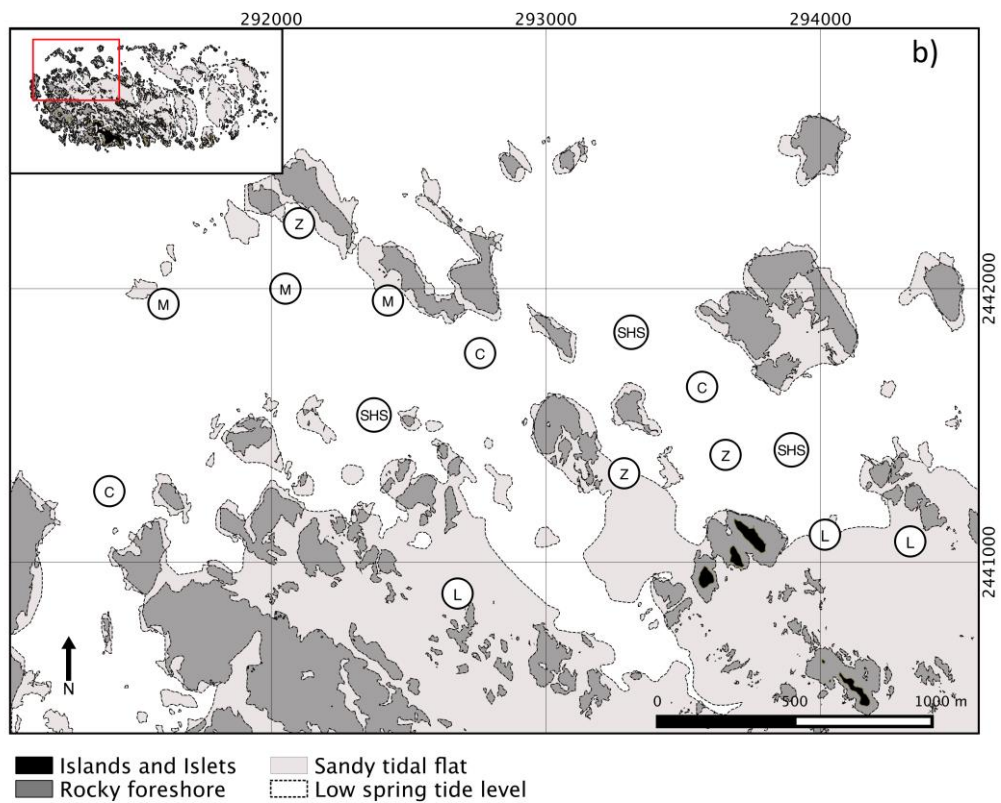 292000 293000 294000
b)
Z
M M M
2442000
SHS
C
C
SHS
Z SHS
Z
C
L
L
2441000
L
N
0 500 1000 m
Islands and Islets Sandy tidal flat
Rocky foreshore Low spring tide level